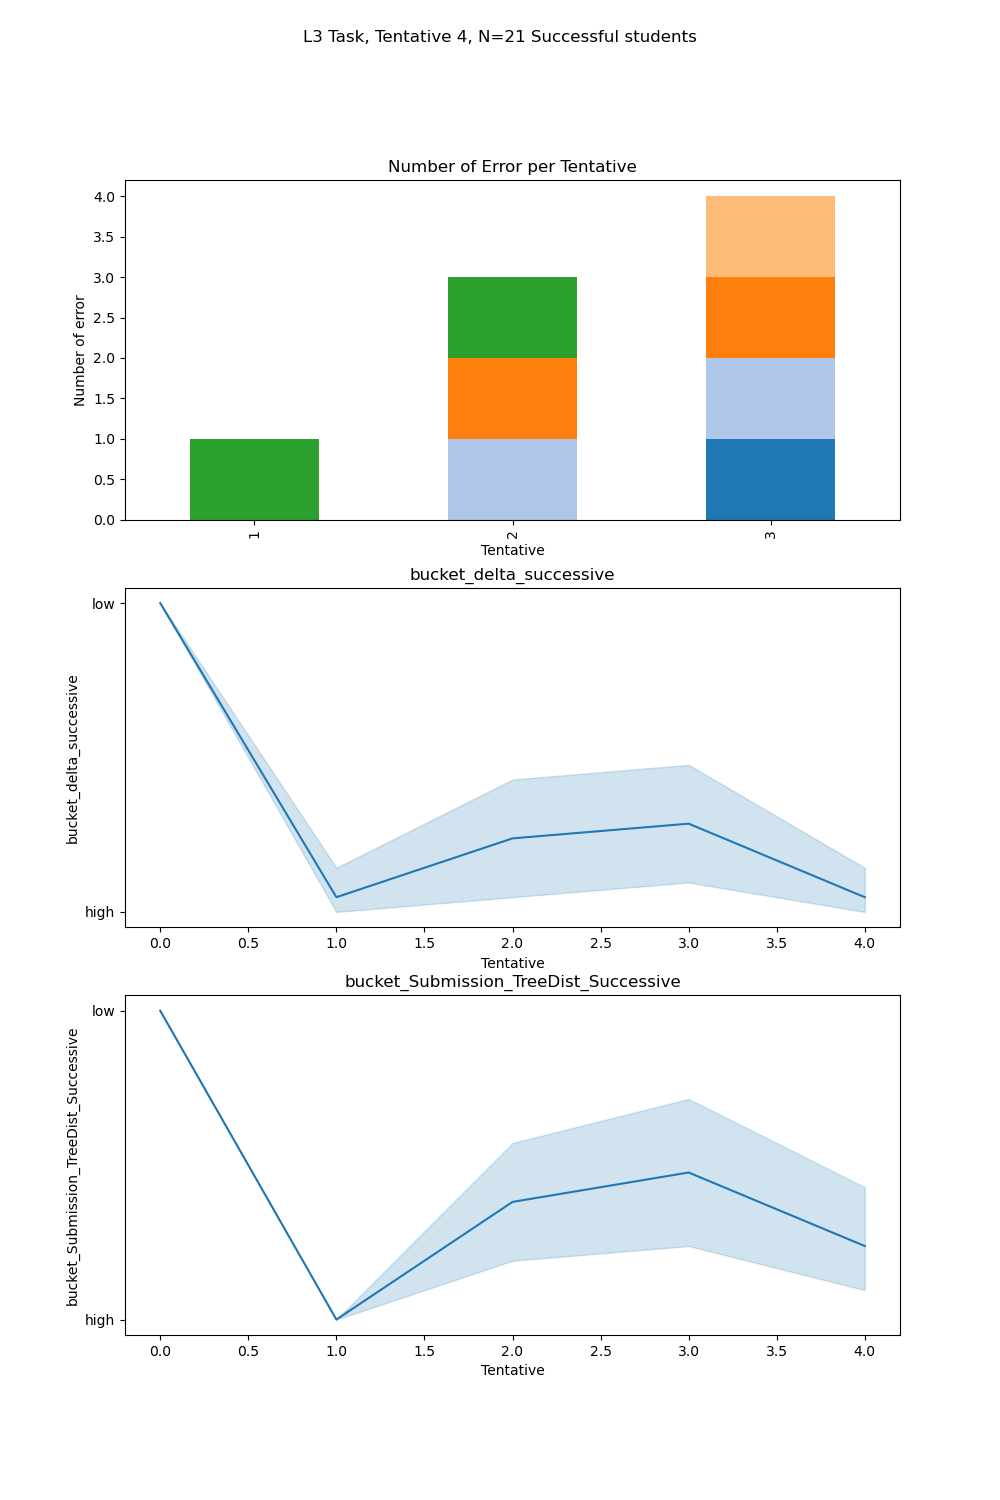 L3 Task, Tentative 4, N=21 Successful students
Number of Error per Tentative
4.0
3.5
3.0
2.5
2.0
1.5
1.0
0.5
0.0
Number of error
1 2 3
Tentative
bucket_delta_successive
low
high
bucket_delta_successive
0.0 0.5 1.0 1.5 2.0 2.5 3.0 3.5 4.0
Tentative
bucket_Submission_TreeDist_Successive
low
high
bucket_Submission_TreeDist_Successive
0.0 0.5 1.0 1.5 2.0 2.5 3.0 3.5 4.0
Tentative